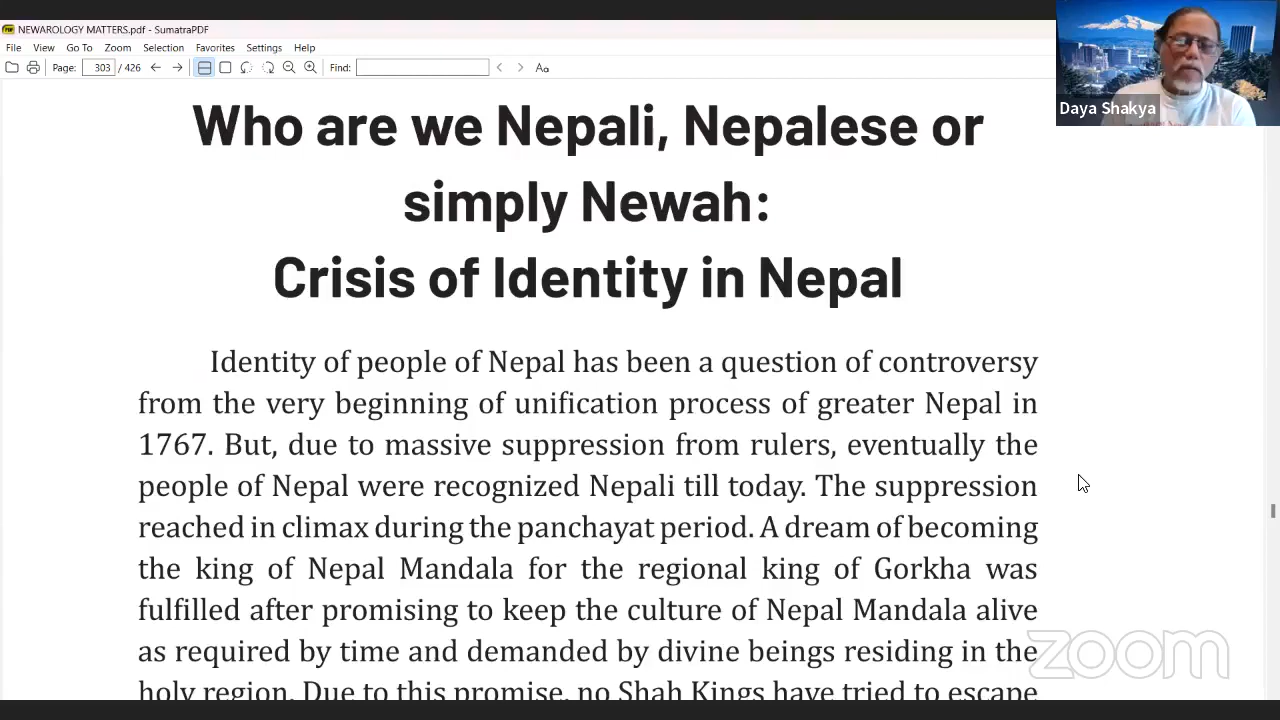 NEWAROLOGY MATTERS.pdf - SumatraPDF
File View Go To Zoom Selection Favorites Settings Help
Page: 303 / 426 Find: Aa
Daya Shakya
Who are we Nepali, Nepalese or
simply Newah:
Crisis of Identity in Nepal
Identity of people of Nepal has been a question of controversy
from the very beginning of unification process of greater Nepal in
1767. But, due to massive suppression from rulers, eventually the
people of Nepal were recognized Nepali till today. The suppression
reached in climax during the panchayat period. A dream of becoming
the king of Nepal Mandala for the regional king of Gorkha was
fulfilled after promising to keep the culture of Nepal Mandala alive
as required by time and demanded by divine beings residing in the
holy region. Due to this promise, no Shah Kings have tried to escape
zoom